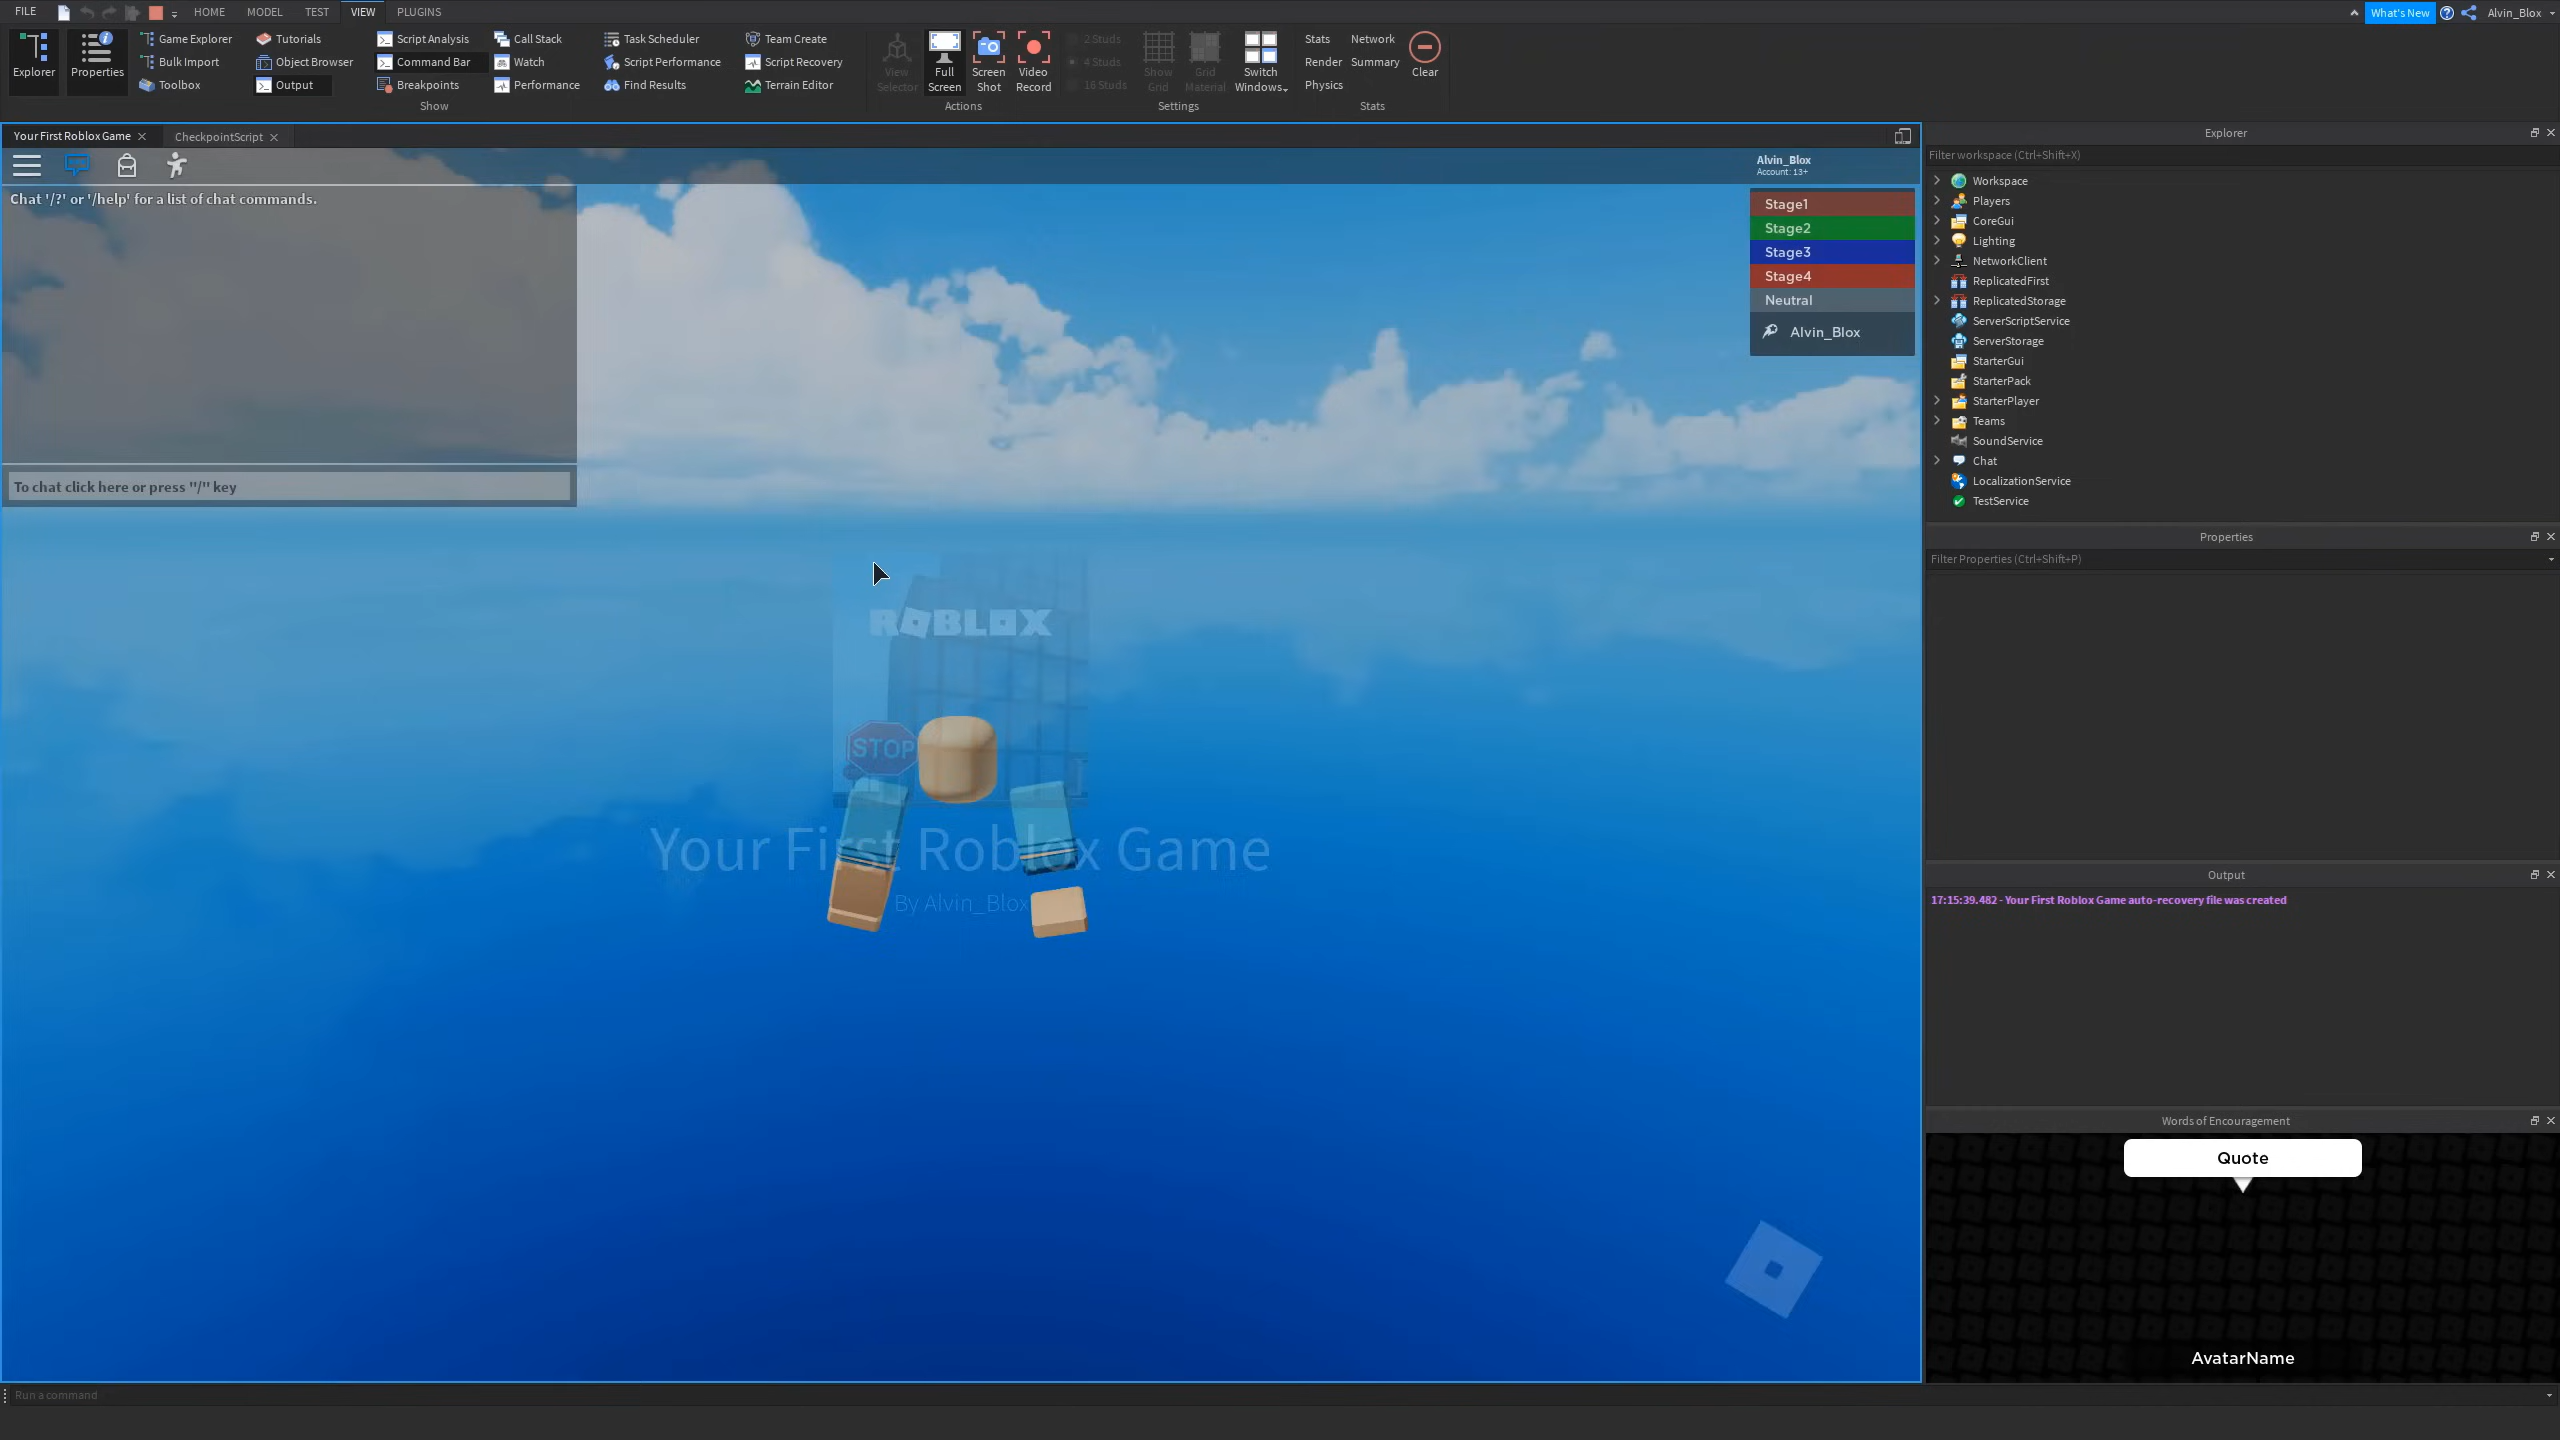 FILE HOME MODEL TEST VIEW PLUGINS What's New Alvin_Blox
Explorer
Properties
Game Explorer
Bulk Import
Toolbox
Tutorials
Object Browser
Output
Script Analysis
Command Bar
Breakpoints
Call Stack
Watch
Performance
Task Scheduler
Script Performance
Find Results
Team Create
Script Recovery
Terrain Editor
Show
View
Selector
Full
Screen
Screen
Shot
Video
Record
Actions
2 Studs
4 Studs
16 Studs
Show
Grid
Grid
Material
Switch
Windows
Settings
Stats
Render
Physics
Network
Summary
Clear
Stats
Your First Roblox Game
CheckpointScript
Alvin_Blox
Account: 13+
Chat '/?' or '/help' for a list of chat commands.
To chat click here or press "/" key
Stage1
Stage2
Stage3
Stage4
Neutral
Alvin_Blox
ROBLOX
STOP
Your First Roblox Game
By Alvin_Blox
Explorer
Filter workspace (Ctrl+Shift+X)
Workspace
Players
CoreGui
Lighting
NetworkClient
ReplicatedFirst
ReplicatedStorage
ServerScriptService
ServerStorage
StarterGui
StarterPack
StarterPlayer
Teams
SoundService
Chat
LocalizationService
TestService
Properties
Filter Properties (Ctrl+Shift+P)
Output
17:15:39.482 - Your First Roblox Game auto-recovery file was created
Words of Encouragement
Quote
AvatarName
Run a command